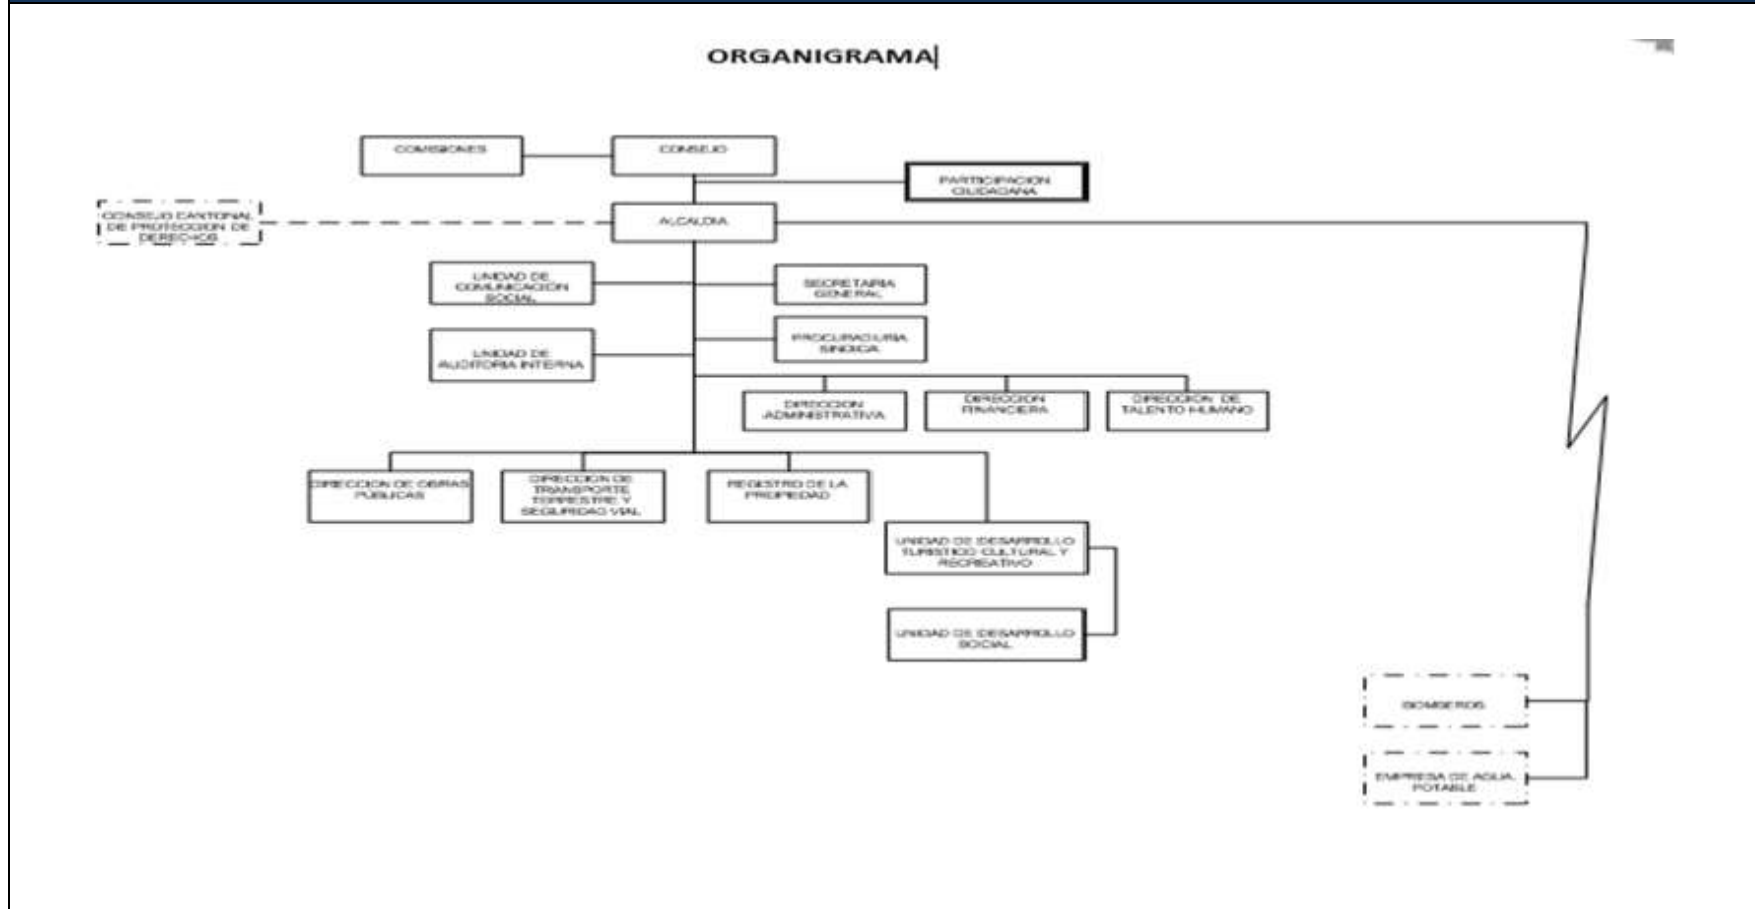 ORGANIGRAMA
COMISIONES
CONSEJO
PARTICIPACION
CIUDADANA
CONSEJO CANTONAL
DE PROTECCION DE
DERECHOS
ALCALDIA
UNIDAD DE
COMUNICACIÓN
SOCIAL
SECRETARIA
GENERAL
PROCURADURIA
SINDICA
UNIDAD DE
AUDITORIA INTERNA
DIRECCION
ADMINISTRATIVA
DIRECCION
FINANCIERA
DIRECCION DE
TALENTO HUMANO
DIRECCION DE OBRAS
PÚBLICAS
DIRECCION DE
TRANSPORTE
TERRESTRE Y
SEGURIDAD VIAL
REGISTRO DE LA
PROPIEDAD
UNIDAD DE DESARROLLO
TURISTICO CULTURAL Y
RECREATIVO
UNIDAD DE DESARROLLO
SOCIAL
BOMBEROS
EMPRESA DE AGUA
POTABLE